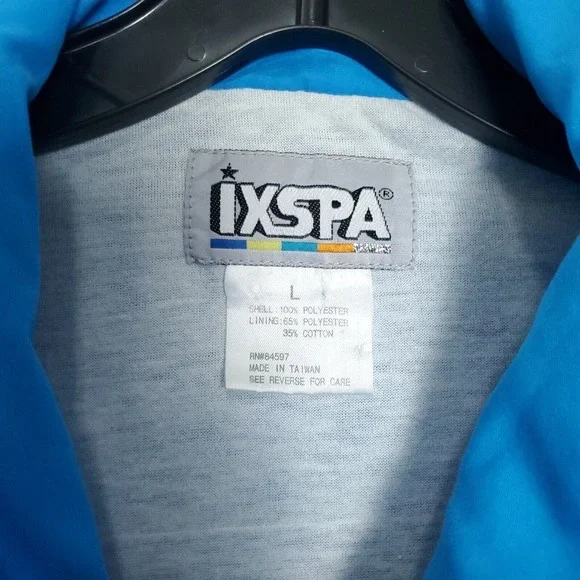 iXSPA®
L
SHELL:100% POLYESTER
LINING:65% POLYESTER
35% COTTON
RN#84597
MADE IN TAIWAN
SEE REVERSE FOR CARE